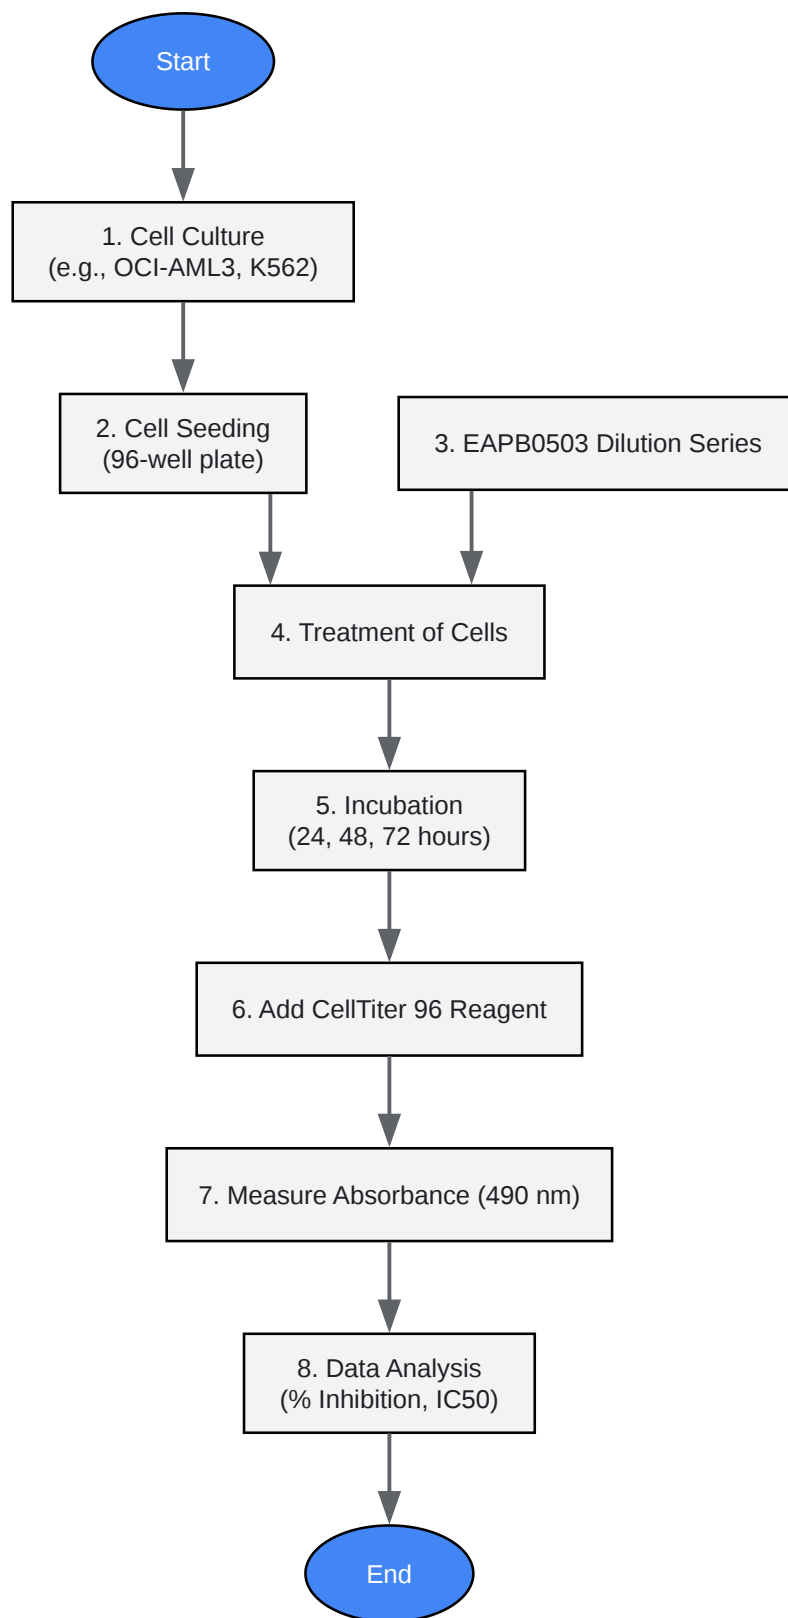 Start
1. Cell Culture
(e.g., OCI-AML3, K562)
2. Cell Seeding
(96-well plate)
3. EAPB0503 Dilution Series
4. Treatment of Cells
5. Incubation
(24, 48, 72 hours)
6. Add CellTiter 96 Reagent
7. Measure Absorbance (490 nm)
8. Data Analysis
(% Inhibition, IC50)
End